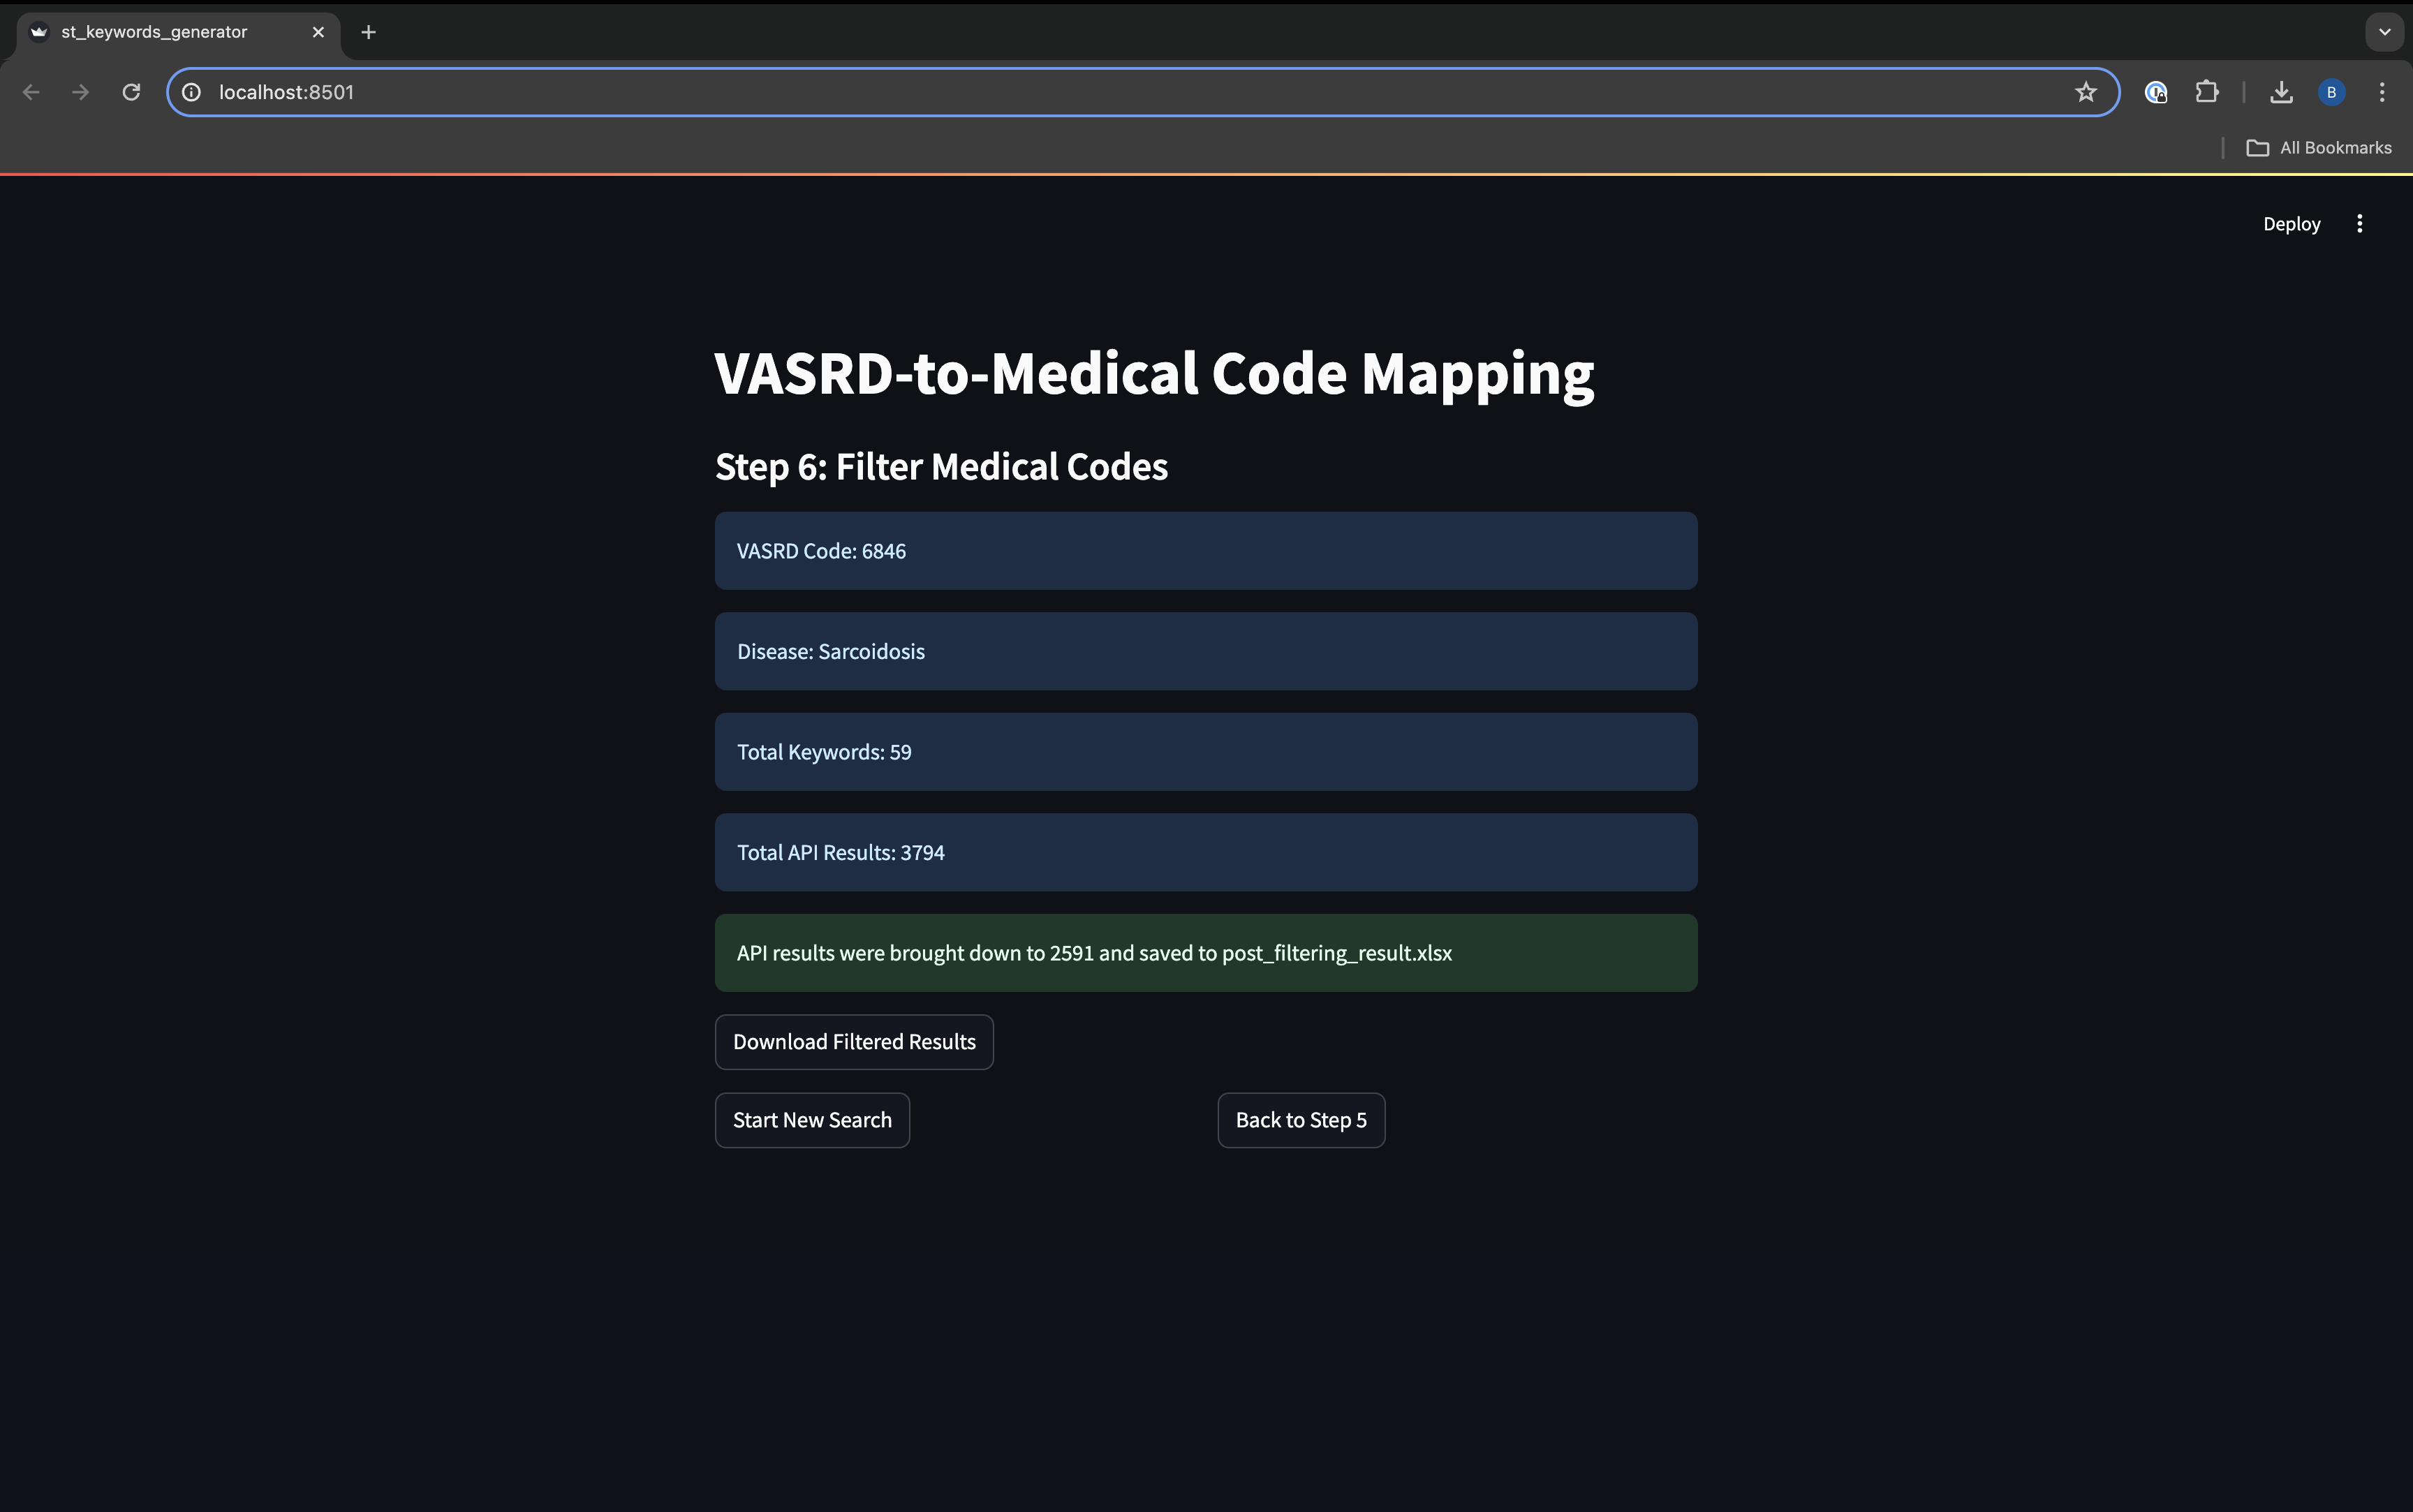 st_keywords_generator
localhost:8501
B
All Bookmarks
Deploy
VASRD-to-Medical Code Mapping
Step 6: Filter Medical Codes
VASRD Code: 6846
Disease: Sarcoidosis
Total Keywords: 59
Total API Results: 3794
API results were brought down to 2591 and saved to post_filtering_result.xlsx
Download Filtered Results
Start New Search
Back to Step 5